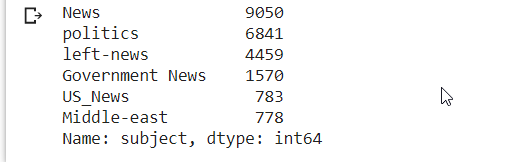 News 9050
politics 6841
left-news 4459
Government News 1570
US_News 783
Middle-east 778
Name: subject, dtype: int64